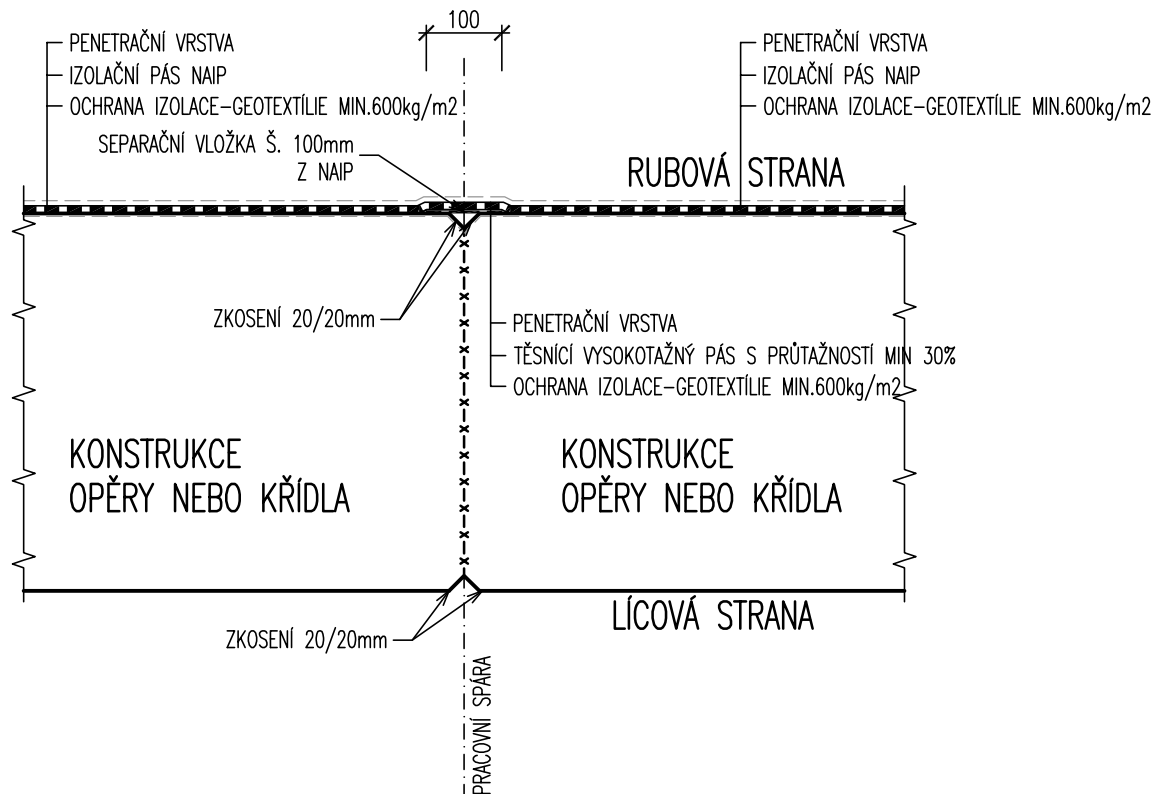 100
PENETRAČNÍ VRSTVA
IZOLAČNÍ PÁS NAIP
OCHRANA IZOLACE-GEOTEXTÍLIE MIN.600kg/m2
SEPARAČNÍ VLOŽKA Š. 100mm
Z NAIP
PENETRAČNÍ VRSTVA
IZOLAČNÍ PÁS NAIP
OCHRANA IZOLACE-GEOTEXTÍLIE MIN.600kg/m2
RUBOVÁ STRANA
ZKOSENÍ 20/20mm
PENETRAČNÍ VRSTVA
TĚSNÍCÍ VYSOKOTAŽNÝ PÁS S PRŮTAŽNOSTÍ MIN 30%
OCHRANA IZOLACE-GEOTEXTÍLIE MIN.600kg/m2
KONSTRUKCE
OPĚRY NEBO KŘÍDLA
KONSTRUKCE
OPĚRY NEBO KŘÍDLA
LÍCOVÁ STRANA
ZKOSENÍ 20/20mm
PRACOVNÍ SPÁRA